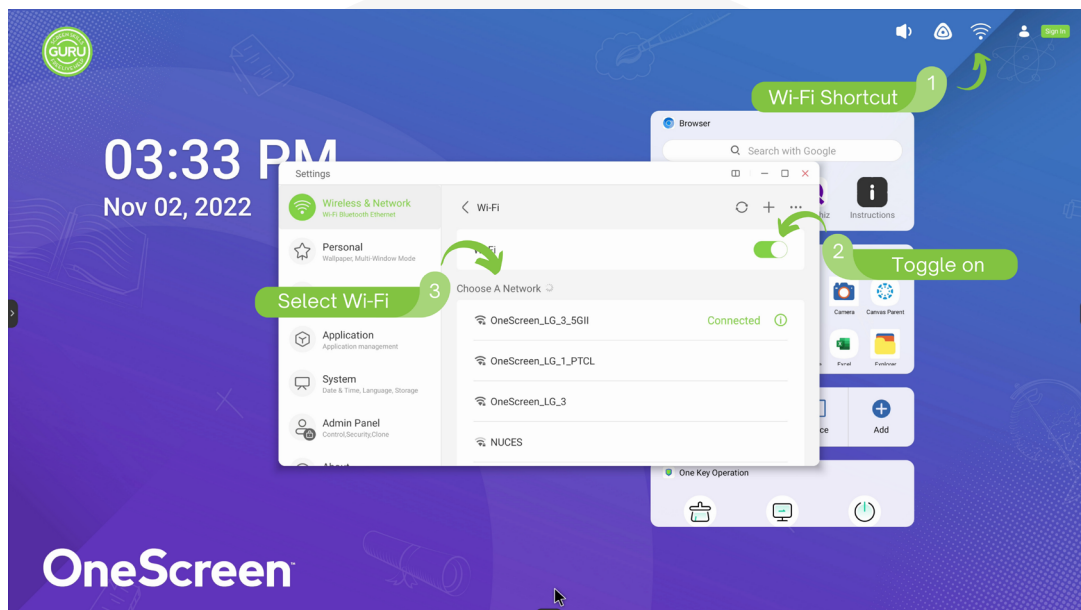 GURU
Sign In
1
Wi-Fi Shortcut
03:33 PM
Nov 02, 2022
Browser
Search with Google
Instructions
Settings
Wireless & Network
Wi-Fi Bluetooth Ethernet
Personal
Wallpaper, Multi-Window Mode
Application
Application management
System
Date & Time, Language, Storage
Admin Panel
Control,Security,Clone
About
Wi-Fi
2
Toggle on
3
Select Wi-Fi
Choose A Network
OneScreen_LG_3_5GII
Connected
OneScreen_LG_1_PTCL
OneScreen_LG_3
NUCES
Camera
Canvas Parent
Excel
Explorer
Add
One Key Operation
OneScreen